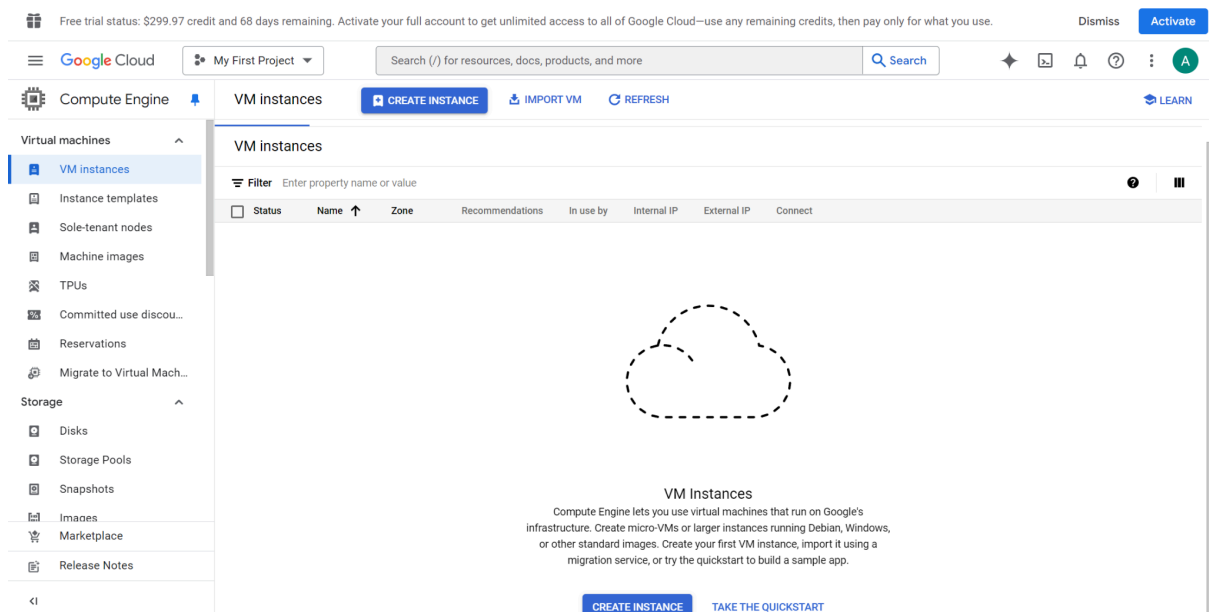 Free trial status: $299.97 credit and 68 days remaining. Activate your full account to get unlimited access to all of Google Cloud—use any remaining credits, then pay only for what you use.
Dismiss
Activate
Google Cloud
My First Project
Search (/) for resources, docs, products, and more
Search
A
Compute Engine
VM instances
CREATE INSTANCE
IMPORT VM
REFRESH
LEARN
Virtual machines
VM instances
Instance templates
Sole-tenant nodes
Machine images
TPUs
Committed use discou...
Reservations
Migrate to Virtual Mach...
Storage
Disks
Storage Pools
Snapshots
Images
Marketplace
Release Notes
VM instances
Filter Enter property name or value
Status Name Zone Recommendations In use by Internal IP External IP Connect
VM Instances
Compute Engine lets you use virtual machines that run on Google's
infrastructure. Create micro-VMs or larger instances running Debian, Windows,
or other standard images. Create your first VM instance, import it using a
migration service, or try the quickstart to build a sample app.
CREATE INSTANCE
TAKE THE QUICKSTART